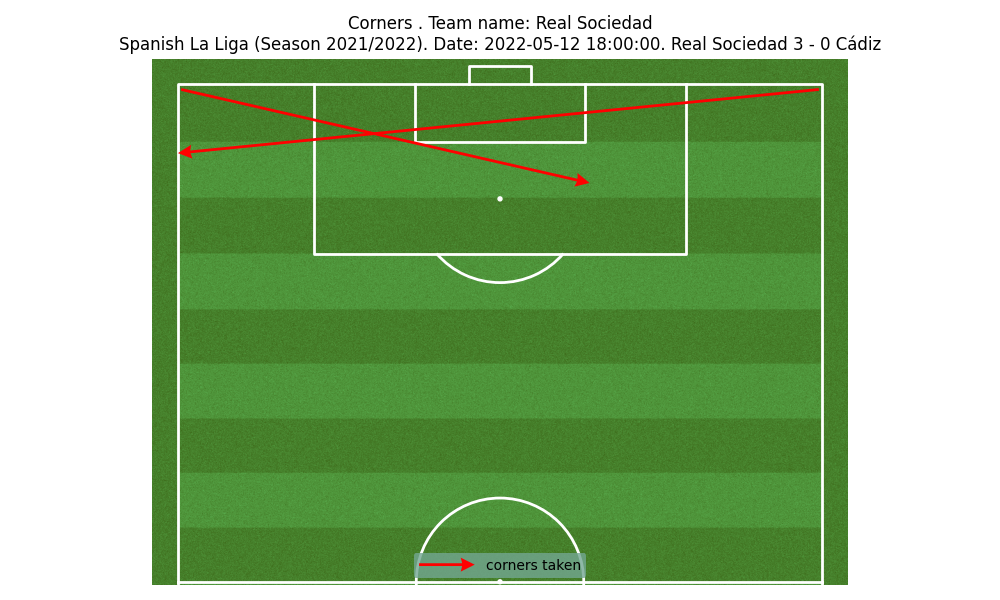 Corners . Team name: Real Sociedad
Spanish La Liga (Season 2021/2022). Date: 2022-05-12 18:00:00. Real Sociedad 3 - 0 Cádiz
corners taken